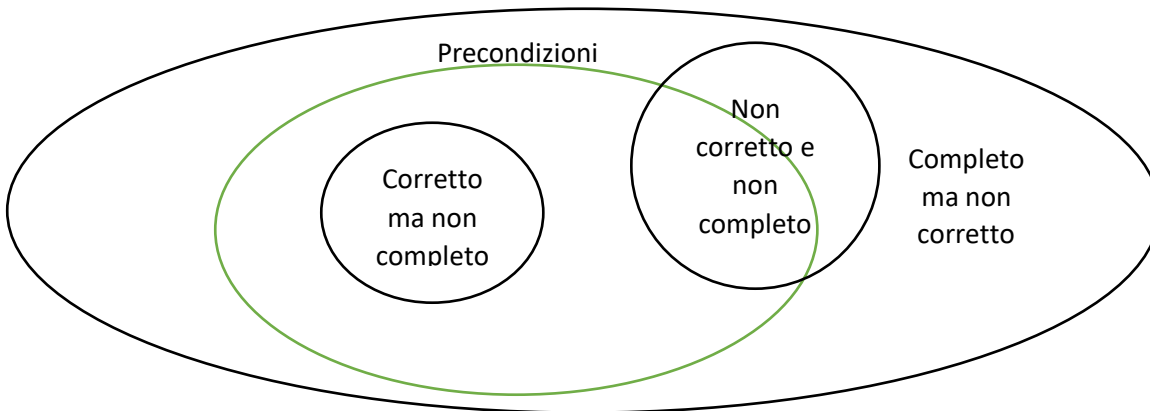 Precondizioni
Corretto
ma non
completo
Non
corretto e
non
completo
Completo
ma non
corretto